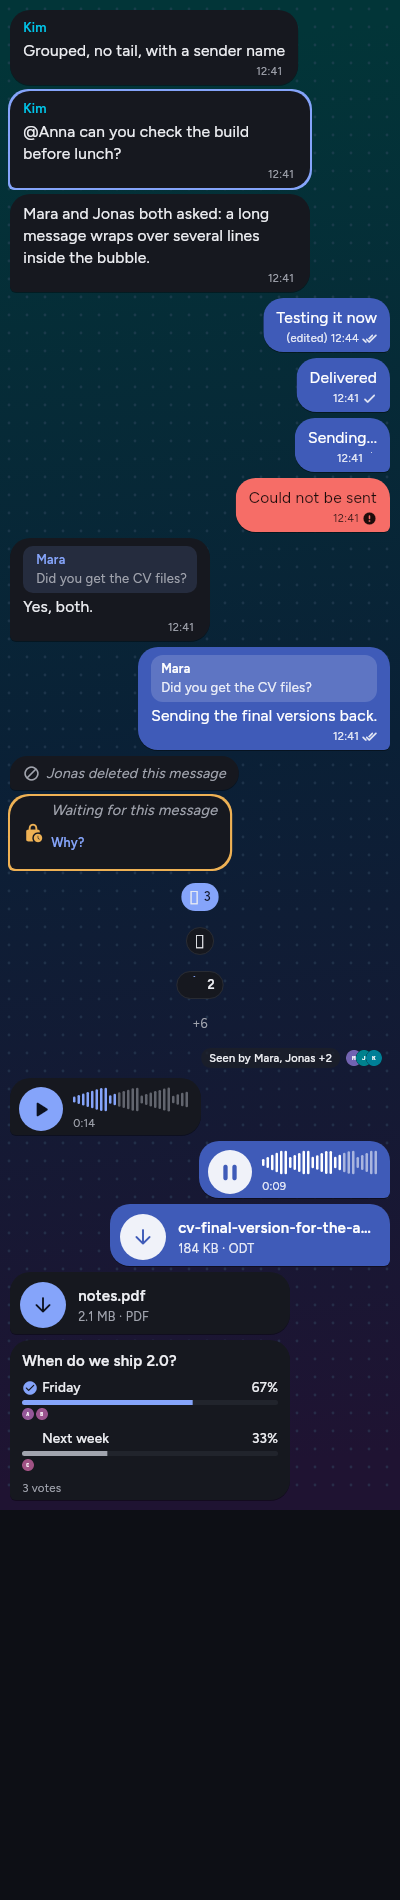 Kim
Grouped, no tail, with a sender name
12:41
Kim
@Anna can you check the build
before lunch?
12:41
Mara and Jonas both asked: a long
message wraps over several lines
inside the bubble.
12:41
Testing it now
(edited) 12:44
Delivered
12:41
Sending...
12:41
Could not be sent
12:41
Mara
Did you get the CV files?
Yes, both.
12:41
Mara
Did you get the CV files?
Sending the final versions back.
12:41
Jonas deleted this message
Waiting for this message
Why?
3
2
+6
Seen by Mara, Jonas +2
M J K
0:14
0:09
cv-final-version-for-the-a...
184 KB · ODT
notes.pdf
2.1 MB · PDF
When do we ship 2.0?
Friday 67%
A B
Next week 33%
E
3 votes